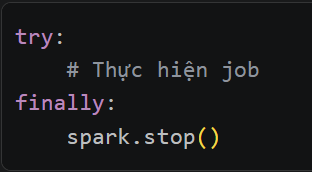 try:
    # Thực hiện job
finally:
    spark.stop()